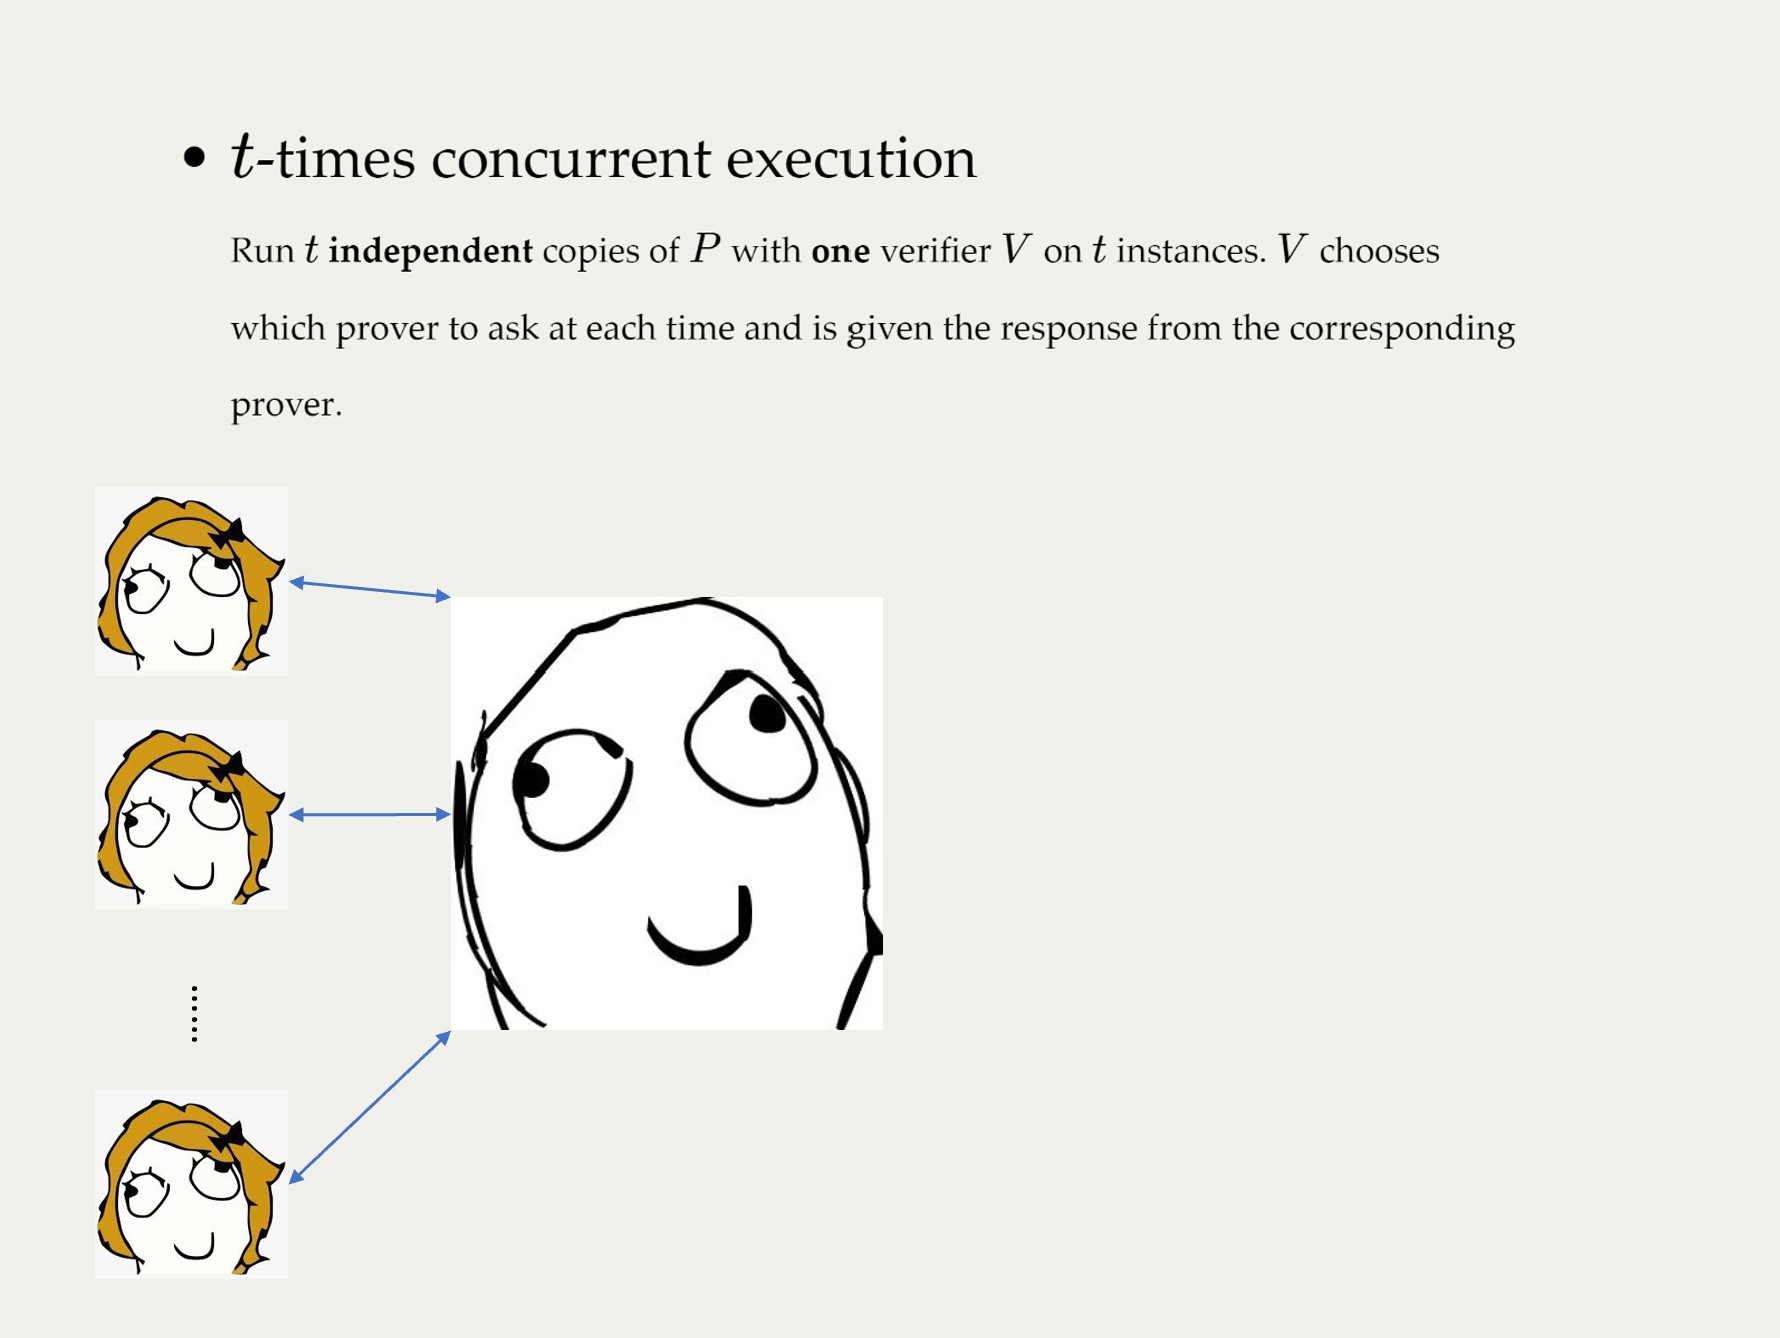 • t-times concurrent execution
Run t independent copies of P with one verifier V on t instances. V chooses
which prover to ask at each time and is given the response from the corresponding
prover.